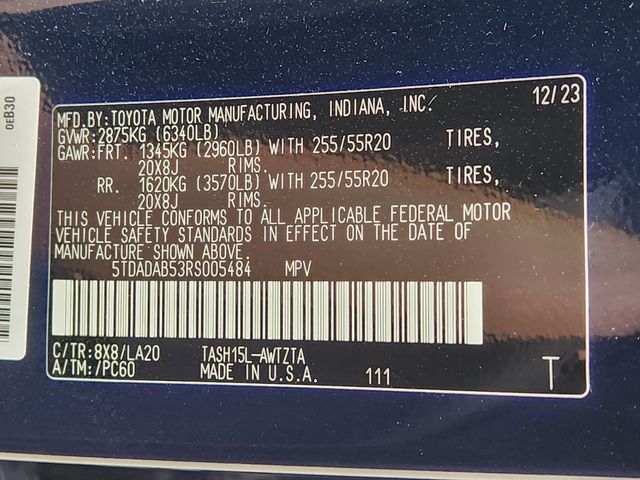 0EB30
MFD.BY:TOYOTA MOTOR MANUFACTURING, INDIANA, INC. 12/23
GVWR:2875KG (6340LB)
GAWR:FRT. 1345KG (2960LB) WITH 255/55R20 TIRES,
20X8J RIMS.
RR. 1620KG (3570LB) WITH 255/55R20 TIRES,
20X8J RIMS.
THIS VEHICLE CONFORMS TO ALL APPLICABLE FEDERAL MOTOR
VEHICLE SAFETY STANDARDS IN EFFECT ON THE DATE OF
MANUFACTURE SHOWN ABOVE.
5TDADAB53RS005484 MPV
C/TR:8X8/LA20 TASH15L-AWTZTA
A/TM:/PC60 MADE IN U.S.A. 111 T